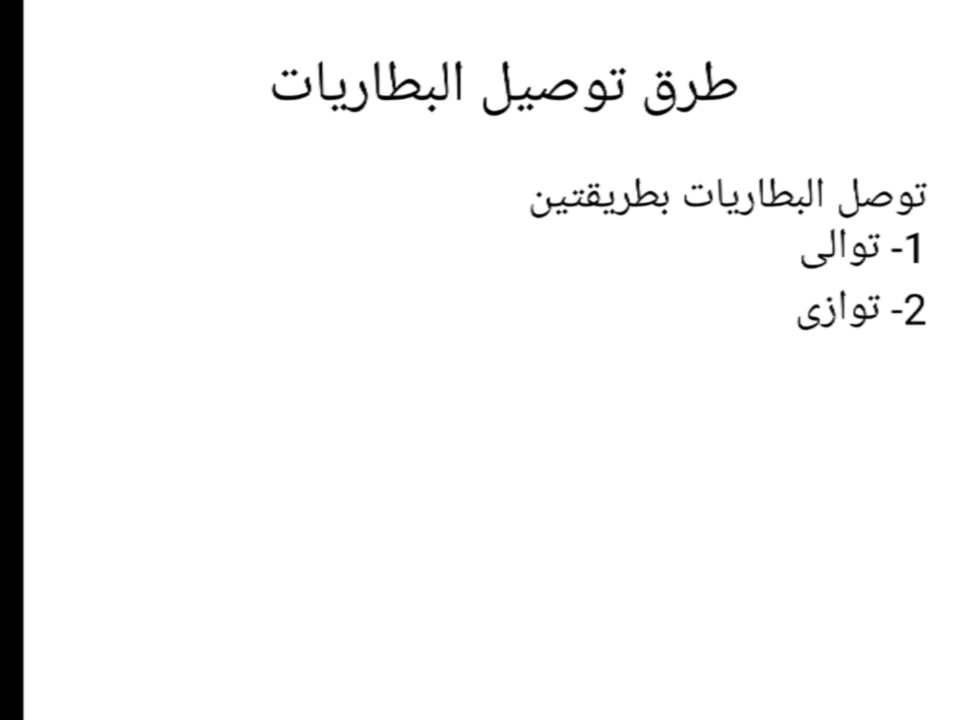 طرق توصيل البطاريات
توصل البطاريات بطريقتين
1- توالى
2- توازى